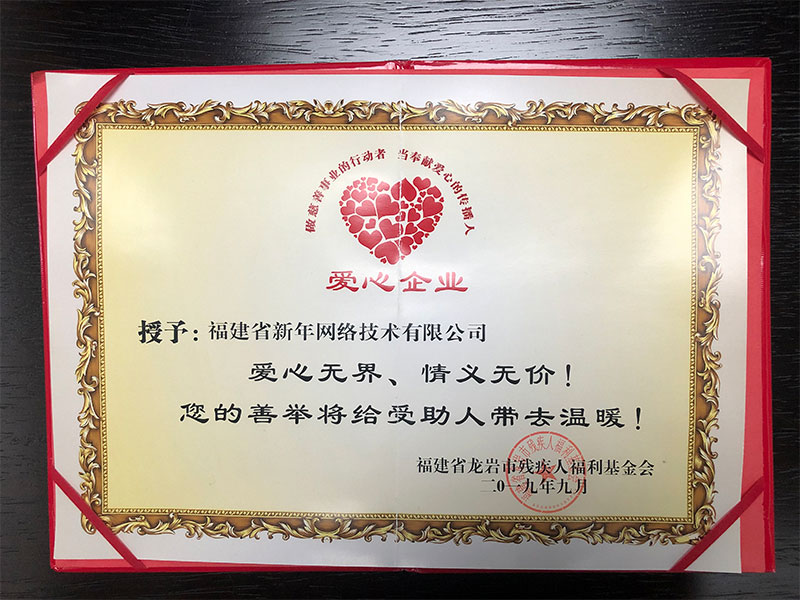 做慈善事业的行动者 当奉献爱心的传播人
爱心企业
授予：福建省新年网络技术有限公司
爱心无界、情义无价！
您的善举将给受助人带去温暖！
福建省龙岩市残疾人福利基金会
二0一九年九月